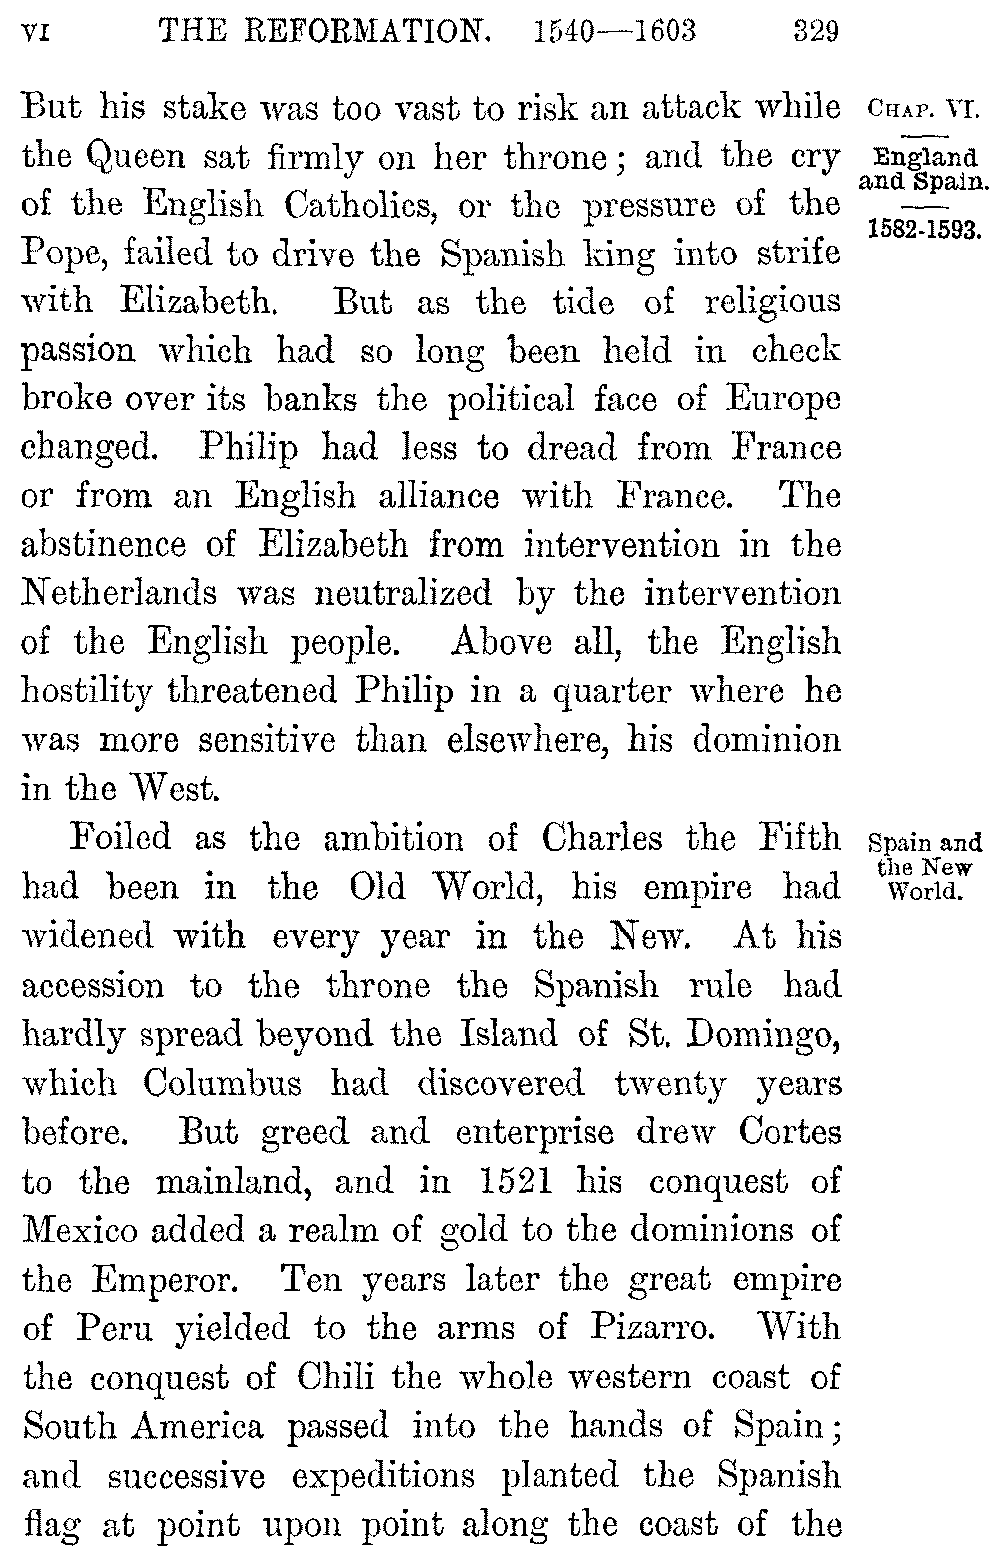 VI THE REFORMATION. 1540—1603 329
But his stake was too vast to risk an attack while
the Queen sat firmly on her throne; and the cry
of the English Catholics, or the pressure of the
Pope, failed to drive the Spanish king into strife
with Elizabeth. But as the tide of religious
passion which had so long been held in check
broke over its banks the political face of Europe
changed. Philip had less to dread from France
or from an English alliance with France. The
abstinence of Elizabeth from intervention in the
Netherlands was neutralized by the intervention
of the English people. Above all, the English
hostility threatened Philip in a quarter where he
was more sensitive than elsewhere, his dominion
in the West.
Foiled as the ambition of Charles the Fifth
had been in the Old World, his empire had
widened with every year in the New. At his
accession to the throne the Spanish rule had
hardly spread beyond the Island of St. Domingo,
which Columbus had discovered twenty years
before. But greed and enterprise drew Cortes
to the mainland, and in 1521 his conquest of
Mexico added a realm of gold to the dominions of
the Emperor. Ten years later the great empire
of Peru yielded to the arms of Pizarro. With
the conquest of Chili the whole western coast of
South America passed into the hands of Spain;
and successive expeditions planted the Spanish
flag at point upon point along the coast of the
CHAP. VI.
England
and Spain.
1582-1593.
Spain and
the New
World.